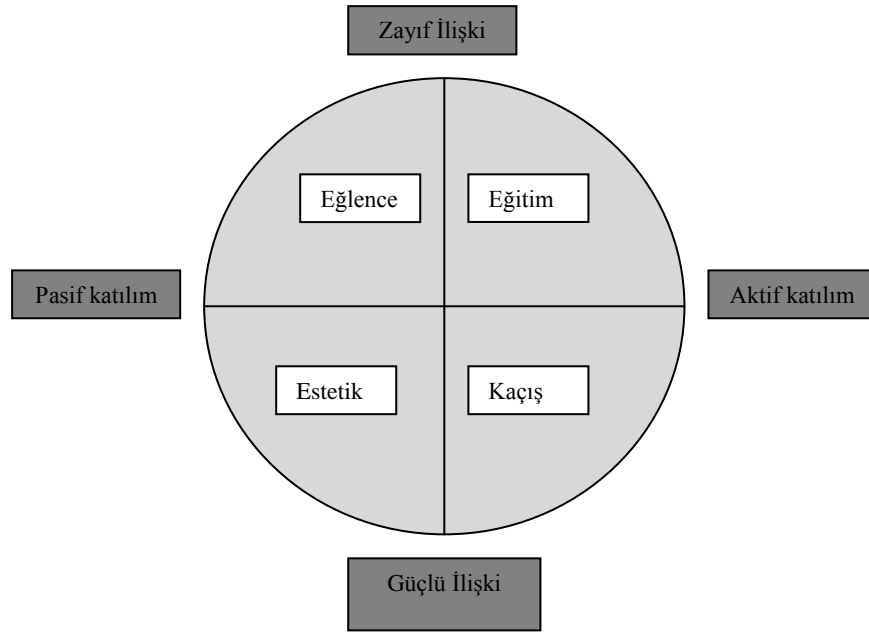 Zayıf İlişki
Eğlence
Eğitim
Pasif katılım
Aktif katılım
Estetik
Kaçış
Güçlü İlişki